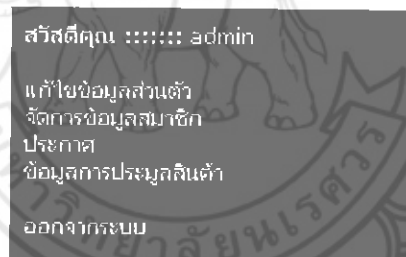 สวัสดีคุณ ::::::: admin
แก้ไขข้อมูลส่วนตัว
จัดการข้อมูลสมาชิก
ประกาศ
ข้อมูลการประมูลสินค้า
ออกจากระบบ